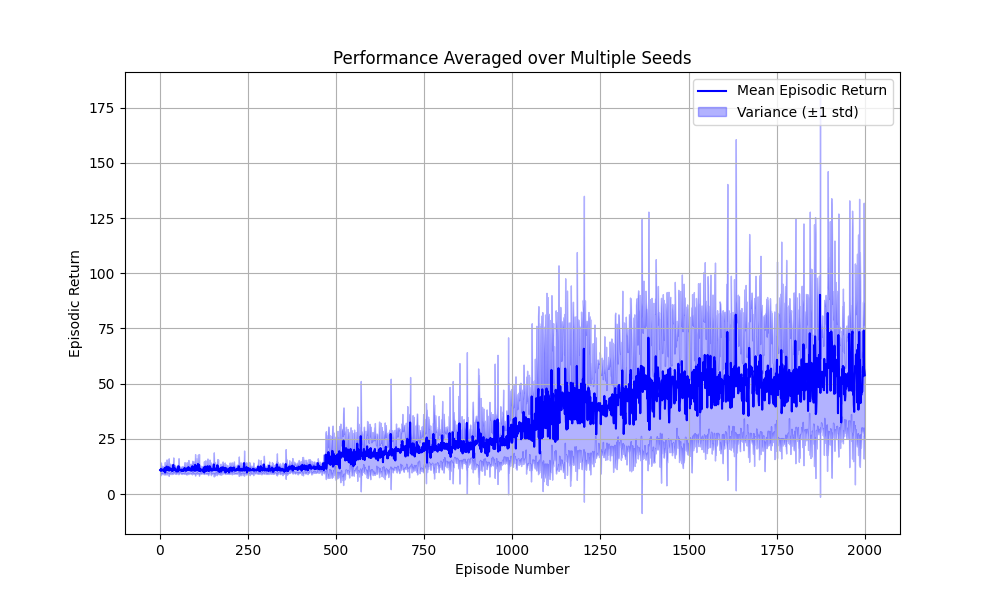 Performance Averaged over Multiple Seeds
Mean Episodic Return
Variance (±1 std)
Episodic Return
175
150
125
100
75
50
25
0
0 250 500 750 1000 1250 1500 1750 2000
Episode Number